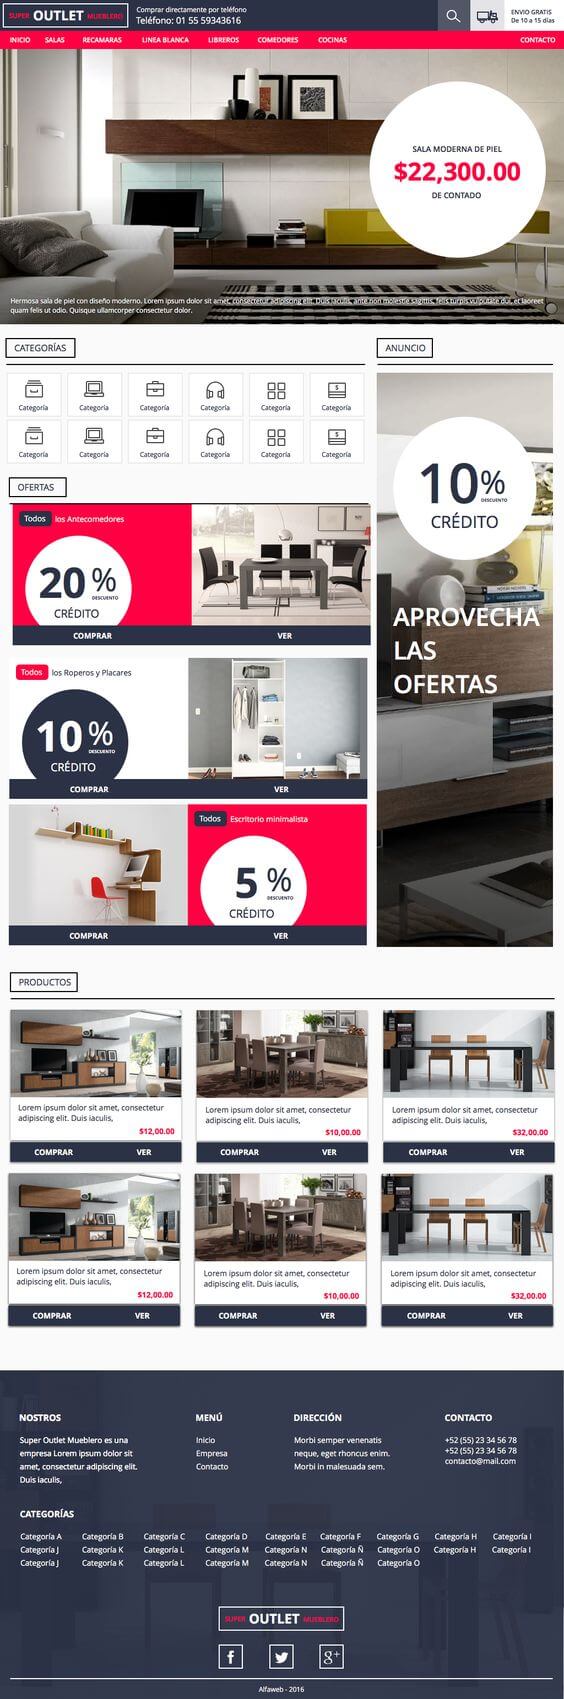 SUPER OUTLET MUEBLERO
Comprar directamente por teléfono
Teléfono: 01 55 59343616
ENVIO GRATIS
De 10 a 15 días
INICIO SALAS RECAMARAS LINEA BLANCA LIBREROS COMEDORES COCINAS CONTACTO
SALA MODERNA DE PIEL
$22,300.00
DE CONTADO
Hermosa sala de piel con diseño moderno. Lorem ipsum dolor sit amet, consectetur adipiscing elit. Duis iaculis, ante non molestie sagittis, felis turpis vulputate dui, et laoreet
quam felis ut odio. Quisque ullamcorper consectetur dolor.
CATEGORÍAS
Categoría Categoría Categoría Categoría Categoría Categoría
Categoría Categoría Categoría Categoría Categoría Categoría
OFERTAS
Todos los Antecomedores
20 %
DESCUENTO
CRÉDITO
COMPRAR VER
Todos los Roperos y Placares
10 %
DESCUENTO
CRÉDITO
COMPRAR VER
Todos Escritorio minimalista
5 %
DESCUENTO
CRÉDITO
COMPRAR VER
ANUNCIO
10%
DESCUENTO
CRÉDITO
APROVECHA
LAS
OFERTAS
PRODUCTOS
Lorem ipsum dolor sit amet, consectetur
adipiscing elit. Duis iaculis,
$12,00.00
COMPRAR VER
Lorem ipsum dolor sit amet, consectetur
adipiscing elit. Duis iaculis,
$10,00.00
COMPRAR VER
Lorem ipsum dolor sit amet, consectetur
adipiscing elit. Duis iaculis,
$32,00.00
COMPRAR VER
Lorem ipsum dolor sit amet, consectetur
adipiscing elit. Duis iaculis,
$12,00.00
COMPRAR VER
Lorem ipsum dolor sit amet, consectetur
adipiscing elit. Duis iaculis,
$10,00.00
COMPRAR VER
Lorem ipsum dolor sit amet, consectetur
adipiscing elit. Duis iaculis,
$32,00.00
COMPRAR VER
NOSTROS
Super Outlet Mueblero es una
empresa Lorem ipsum dolor sit
amet, consectetur adipiscing elit.
Duis iaculis,
MENÚ
Inicio
Empresa
Contacto
DIRECCIÓN
Morbi semper venenatis
neque, eget rhoncus enim.
Morbi in malesuada sem.
CONTACTO
+52 (55) 23 34 56 78
+52 (55) 23 34 56 78
contacto@mail.com
CATEGORÍAS
Categoría A Categoría B Categoría C Categoría D Categoría E Categoría F Categoría G Categoría H Categoría I
Categoría J Categoría K Categoría L Categoría M Categoría N Categoría Ñ Categoría O Categoría H Categoría I
Categoría J Categoría K Categoría L Categoría M Categoría N Categoría Ñ Categoría O
SUPER OUTLET MUEBLERO
f
g+
Alfaweb - 2016